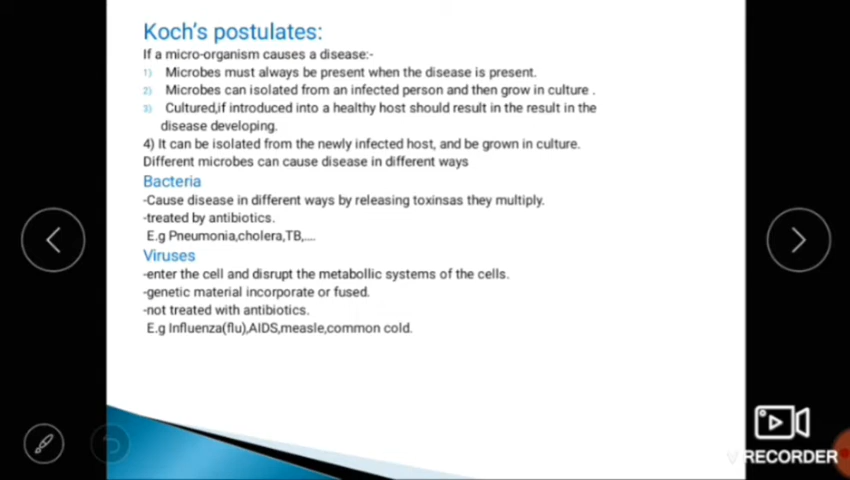 Koch's postulates:
If a micro-organism causes a disease:-
1) Microbes must always be present when the disease is present.
2) Microbes can isolated from an infected person and then grow in culture .
3) Cultured,if introduced into a healthy host should result in the result in the
disease developing.
4) It can be isolated from the newly infected host, and be grown in culture.
Different microbes can cause disease in different ways
Bacteria
-Cause disease in different ways by releasing toxinsas they multiply.
-treated by antibiotics.
E.g Pneumonia,cholera,TB,....
Viruses
-enter the cell and disrupt the metabollic systems of the cells.
-genetic material incorporate or fused.
-not treated with antibiotics.
E.g Influenza(flu),AIDS,measle,common cold.
RECORDER